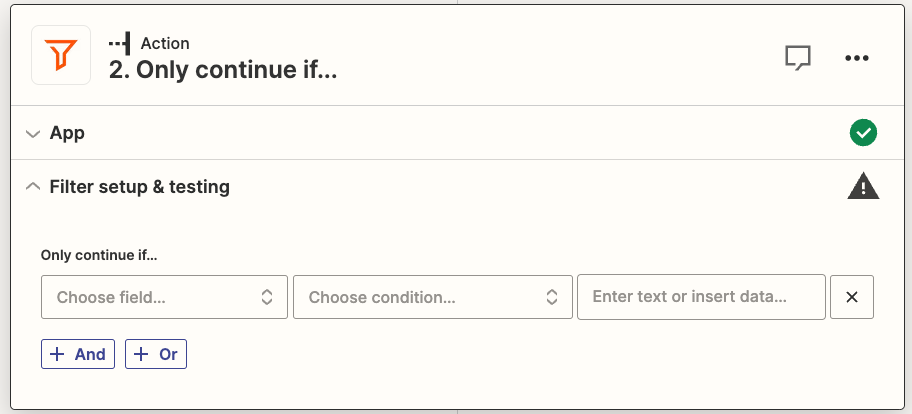 Action
2. Only continue if...
App
Filter setup & testing
Only continue if...
Choose field...
Choose condition...
Enter text or insert data...
And
Or